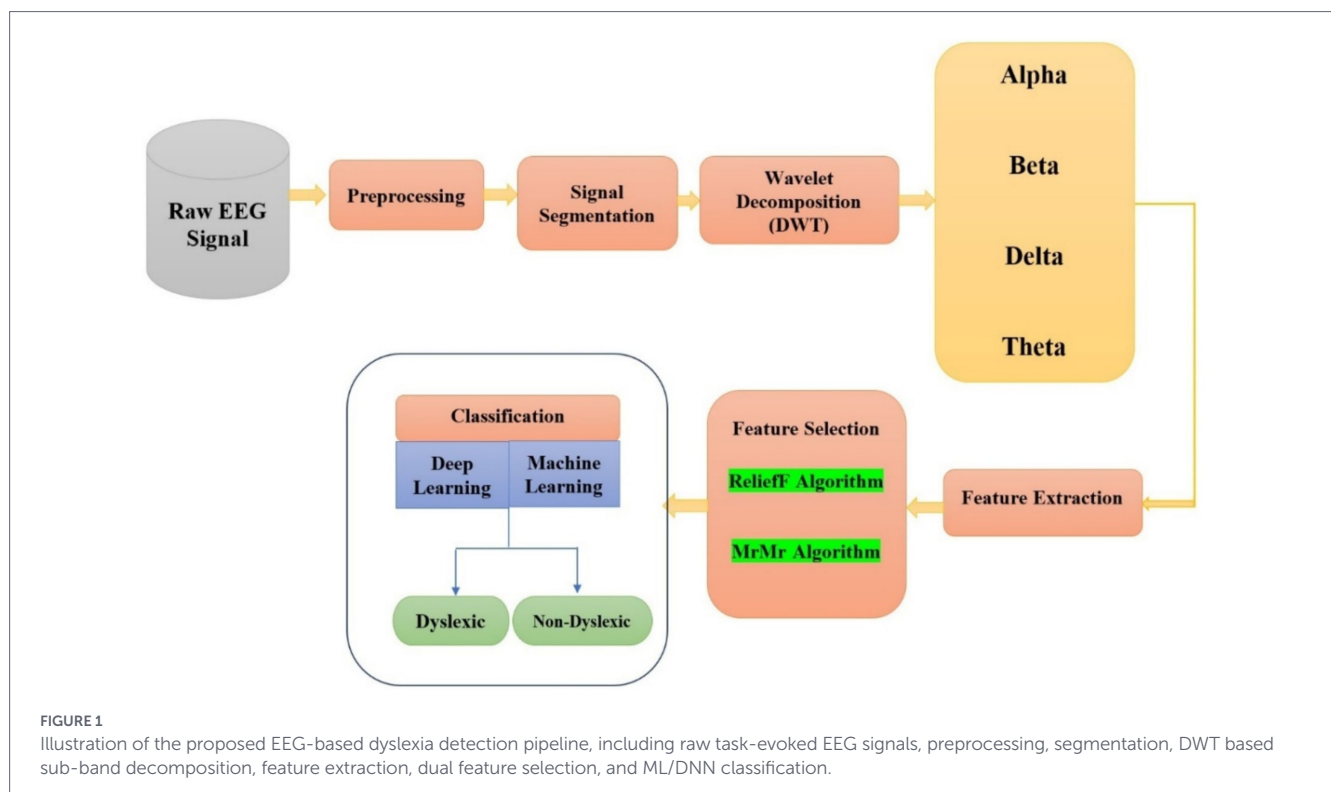 Raw EEG
Signal
Preprocessing
Signal
Segmentation
Wavelet
Decomposition
(DWT)
Alpha
Beta
Delta
Theta
Feature Extraction
Feature Selection
ReliefF Algorithm
MrMr Algorithm
Classification
Deep
Learning
Machine
Learning
Dyslexic
Non-Dyslexic
FIGURE 1
Illustration of the proposed EEG-based dyslexia detection pipeline, including raw task-evoked EEG signals, preprocessing, segmentation, DWT based
sub-band decomposition, feature extraction, dual feature selection, and ML/DNN classification.